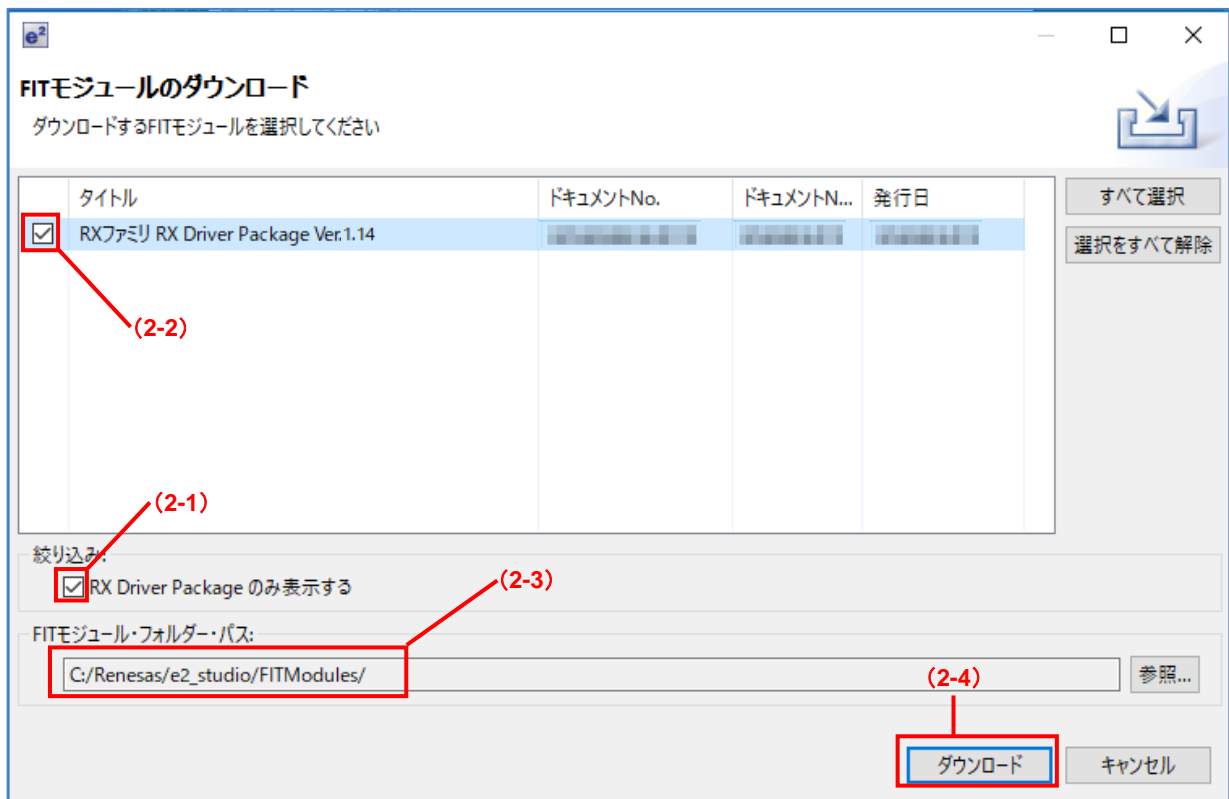 e²
FITモジュールのダウンロード
ダウンロードするFITモジュールを選択してください
タイトル ドキュメントNo. ドキュメントN... 発行日
すべて選択
RXファミリ RX Driver Package Ver.1.14
選択をすべて解除
（2-2）
（2-1）
絞り込み:
RX Driver Package のみ表示する
（2-3）
FITモジュール・フォルダー・パス:
C:/Renesas/e2_studio/FITModules/
参照...
（2-4）
ダウンロード
キャンセル